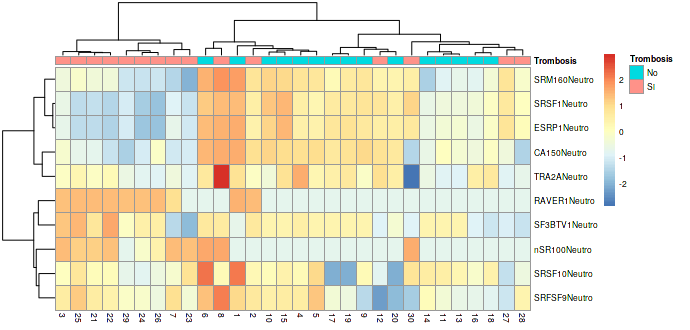 Trombosis
SRM160Neutro
SRSF1Neutro
ESRP1Neutro
CA150Neutro
TRA2ANeutro
RAVER1Neutro
SF3BTV1Neutro
nSR100Neutro
SRSF10Neutro
SRFSF9Neutro
3 25 21 22 29 24 26 7 23 6 8 1 2 10 15 4 5 17 19 9 12 20 30 14 11 13 16 18 27 28
2
1
0
-1
-2
Trombosis
No
SI